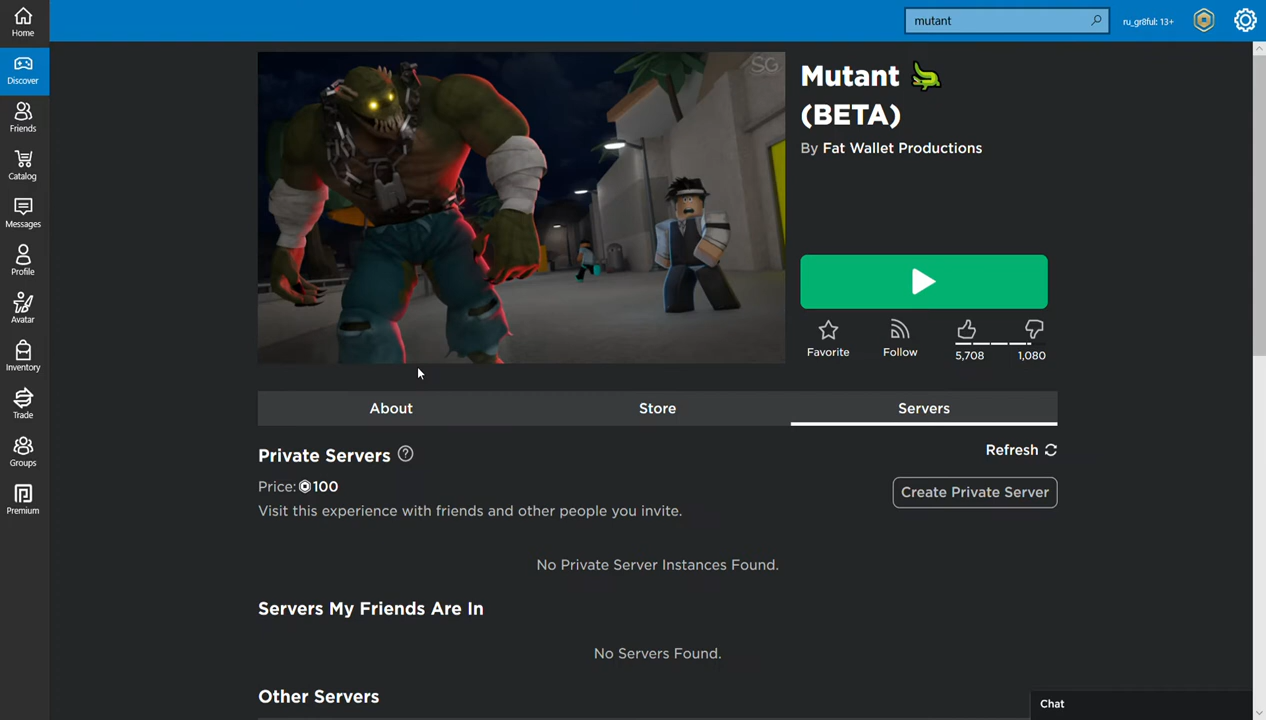 Home
mutant
ru_gr8ful: 13+
Discover
Friends
Catalog
Messages
Profile
Avatar
Inventory
Trade
Groups
Premium
SG
Mutant
(BETA)
By Fat Wallet Productions
Favorite
Follow
5,708
1,080
About
Store
Servers
Private Servers
Refresh
Price: 100
Create Private Server
Visit this experience with friends and other people you invite.
No Private Server Instances Found.
Servers My Friends Are In
No Servers Found.
Other Servers
Chat